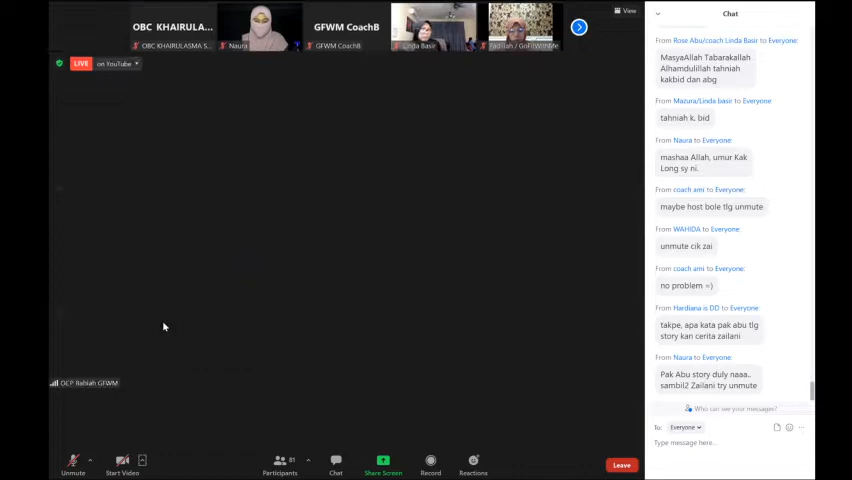 OBC KHAIRULA...
GFWM CoachB
OBC KHAIRULASMA S...
Naura
GFWM CoachB
Linda Basir
Fadzilah / GoFitWithMe
View
LIVE on YouTube
OCP Rabiah GFWM
Unmute
Start Video
81
Participants
Chat
Share Screen
Record
Reactions
Leave
Chat
From Rose Abu/coach Linda Basir to Everyone:
MasyaAllah Tabarakallah
Alhamdulillah tahniah
kakbid dan abg
From Mazura/Linda basir to Everyone:
tahniah k. bid
From Naura to Everyone:
mashaa Allah, umur Kak
Long sy ni.
From coach ami to Everyone:
maybe host bole tlg unmute
From WAHIDA to Everyone:
unmute cik zai
From coach ami to Everyone:
no problem =)
From Hardiana is DD to Everyone:
takpe, apa kata pak abu tlg
story kan cerita zailani
From Naura to Everyone:
Pak Abu story duly naaa..
sambil2 Zailani try unmute
Who can see your messages?
To: Everyone
Type message here...